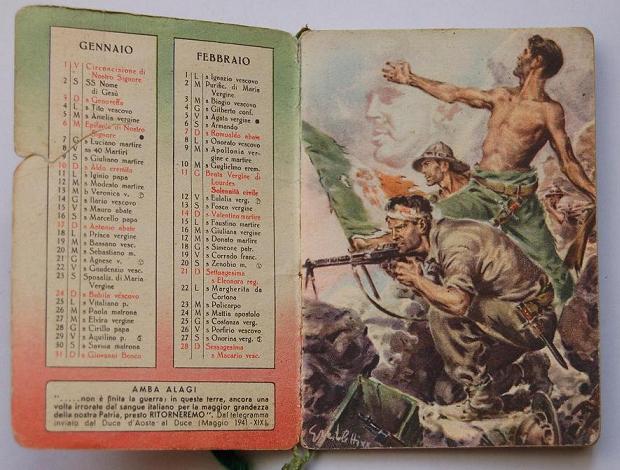 GENNAIO
1 V Circoncisione di
Nostro Signore
2 S SS Nome
di Gesù
3 D s Genoveffa
4 L s Tito vescovo
5 M s Amelia vergine
6 M Epifania di Nostro
Signore
7 G s Luciano martire
8 V ss 40 Martiri
9 S s Giuliano martire
10 D s Aldo eremita
11 L s Iginio papa
12 M s Modesto martire
13 M b Veronica v.
14 G s Ilario vescovo
15 V s Mauro abate
16 S s Marcello papa
17 D s Antonio abate
18 L s Prisca vergine
19 M s Bassano vesc.
20 M s Sebastiano m.
21 G s Agnese v.
22 V s Gaudenzio vesc.
23 S Sposaliz. di Maria
Vergine
24 D s Babila vescovo
25 L s Vitaliano p.
26 M s Paola matrona
27 M s Elvira vergine
28 G s Cirillo papa
29 V s Aquilino p.
30 S s Savina matrona
31 D s Giovanni Bosco
FEBBRAIO
1 L s Ignazio vescovo
2 M Purific. di Maria
Vergine
3 M s Biagio vescovo
4 G s Gilberto conf.
5 V s Agata vergine
6 S s Armando
7 D s Romualdo abate
8 L s Onorato vescovo
9 M s Apollonia ver-
gine e martire
10 M s Guglielmo erem.
11 G Beata Vergine di
Lourdes
Solennità civile
12 V s Eulalia verg.
13 S s Fosca vergine
14 D s Valentino martire
15 L s Faustino martire
16 M s Giuliana vergine
17 M s Donato martire
18 G s Simeone patr.
19 V s Corrado franc.
20 S s Zenobio m.
21 D Settuagesima
s Eleonora reg.
22 L s Margherita da
Cortona
23 M s Policarpo
24 M s Mattia apostolo
25 G s Costanza verg.
26 V s Porfirio vescovo
27 S s Onorina verg.
28 D Sessagesima
s Macario vesc.
AMBA ALAGI
"......non è finita la guerra: in queste terre, ancora una
volta irrorate del sangue italiano per la maggior grandezza
della nostra Patria, presto RITORNEREMO". Dal telegramma
inviato dal Duca d'Aosta al Duce (Maggio 1941-XIX).